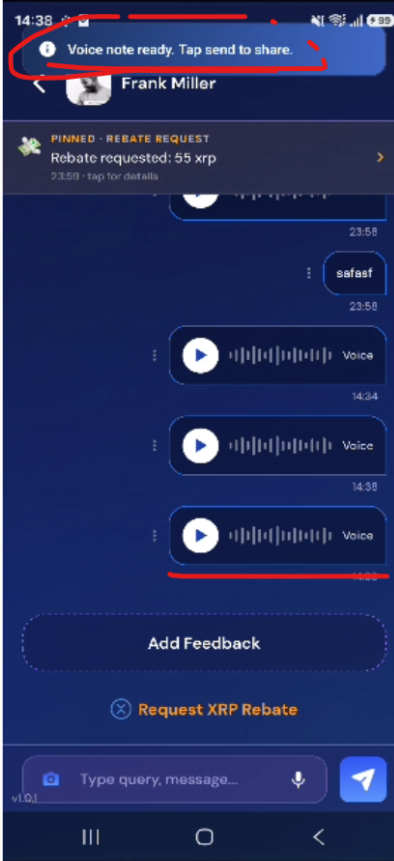 14:38
99
Voice note ready. Tap send to share.
Frank Miller
PINNED - REBATE REQUEST
Rebate requested: 55 xrp
23:59 · tap for details
23:58
safasf
23:58
Voice
14:34
Voice
14:38
Voice
Add Feedback
Request XRP Rebate
Type query, message...
v1.0.1